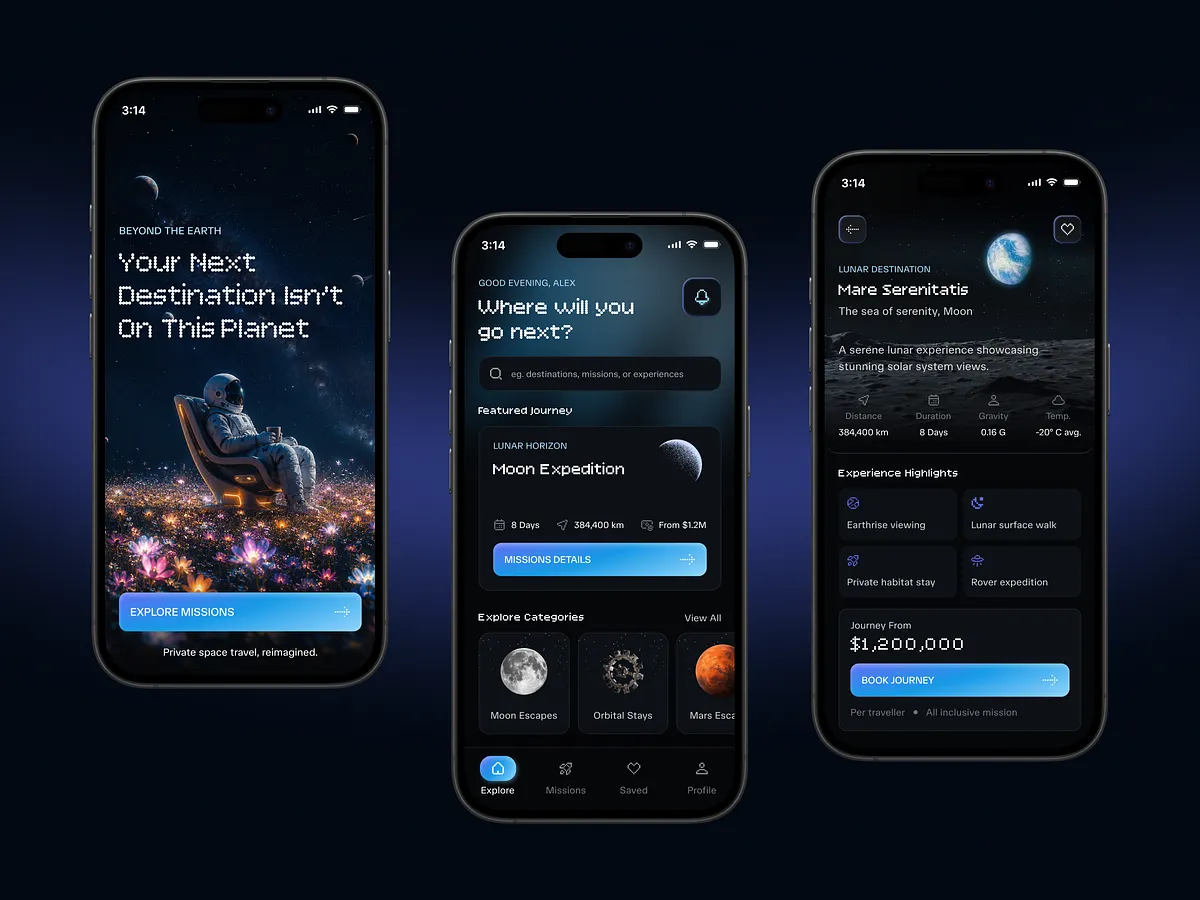 3:14
BEYOND THE EARTH
Your Next
Destination Isn't
On This Planet
EXPLORE MISSIONS
Private space travel, reimagined.
3:14
GOOD EVENING, ALEX
Where will you
go next?
eg. destinations, missions, or experiences
Featured Journey
LUNAR HORIZON
Moon Expedition
8 Days
384,400 km
From $1.2M
MISSIONS DETAILS
Explore Categories
View All
Moon Escapes
Orbital Stays
Mars Esca
Explore
Missions
Saved
Profile
3:14
LUNAR DESTINATION
Mare Serenitatis
The sea of serenity, Moon
A serene lunar experience showcasing
stunning solar system views.
Distance
Duration
Gravity
Temp.
384,400 km
8 Days
0.16 G
-20° C avg.
Experience Highlights
Earthrise viewing
Lunar surface walk
Private habitat stay
Rover expedition
Journey From
$1,200,000
BOOK JOURNEY
Per traveller • All inclusive mission